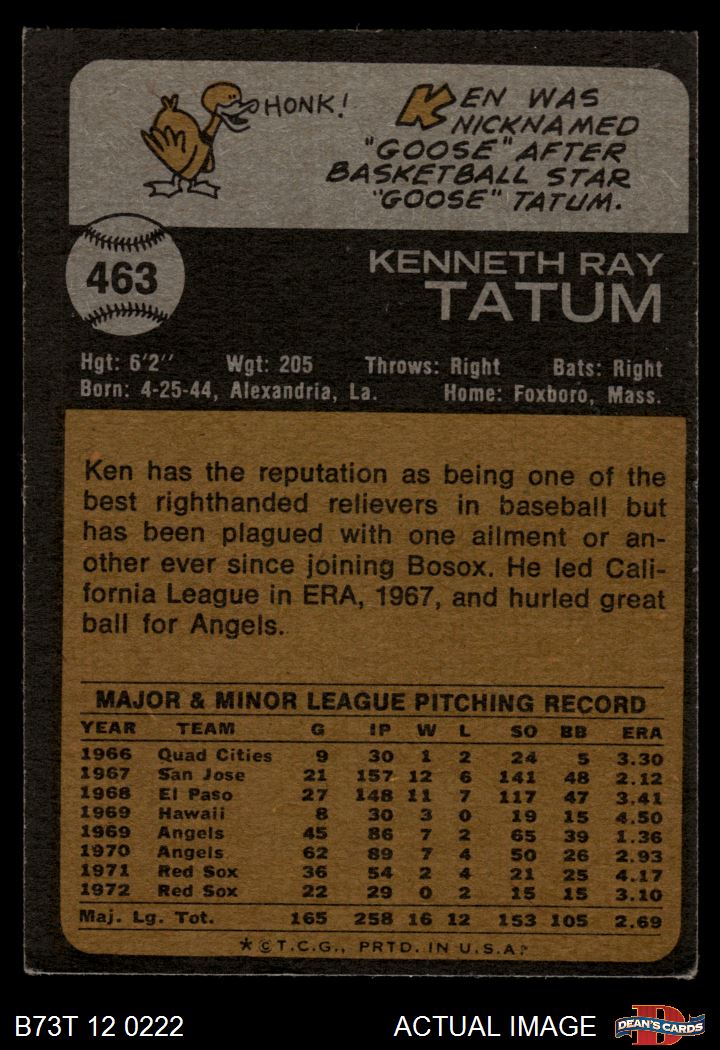 HONK!
KEN WAS
NICKNAMED
"GOOSE" AFTER
BASKETBALL STAR
"GOOSE" TATUM.
463
KENNETH RAY
TATUM
Hgt: 6'2'' Wgt: 205 Throws: Right Bats: Right
Born: 4-25-44, Alexandria, La. Home: Foxboro, Mass.
Ken has the reputation as being one of the
best righthanded relievers in baseball but
has been plagued with one ailment or an-
other ever since joining Bosox. He led Cali-
fornia League in ERA, 1967, and hurled great
ball for Angels.
MAJOR & MINOR LEAGUE PITCHING RECORD
YEAR TEAM G IP W L SO BB ERA
1966 Quad Cities 9 30 1 2 24 5 3.30
1967 San Jose 21 157 12 6 141 48 2.12
1968 El Paso 27 148 11 7 117 47 3.41
1969 Hawaii 8 30 3 0 19 15 4.50
1969 Angels 45 86 7 2 65 39 1.36
1970 Angels 62 89 7 4 50 26 2.93
1971 Red Sox 36 54 2 4 21 25 4.17
1972 Red Sox 22 29 0 2 15 15 3.10
Maj. Lg. Tot. 165 258 16 12 153 105 2.69
*©T.C.G., PRTD. IN U.S.A.
B73T 12 0222 ACTUAL IMAGE
DEAN'S CARDS